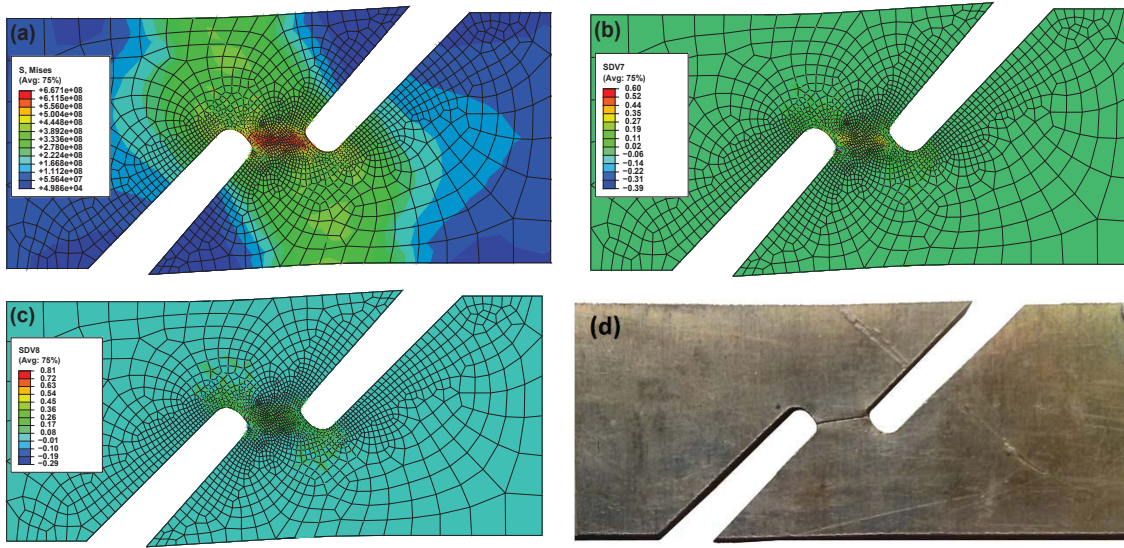 (a)
S, Mises
(Avg: 75%)
+6.671e+08
+6.115e+08
+5.560e+08
+5.004e+08
+4.448e+08
+3.892e+08
+3.336e+08
+2.780e+08
+2.224e+08
+1.668e+08
+1.112e+08
+5.564e+07
+4.986e+04
(b)
SDV7
(Avg: 75%)
0.60
0.52
0.44
0.35
0.27
0.19
0.11
0.02
−0.06
−0.14
−0.22
−0.31
−0.39
(c)
SDV8
(Avg: 75%)
0.81
0.72
0.63
0.54
0.45
0.36
0.26
0.17
0.08
−0.01
−0.10
−0.19
−0.29
(d)